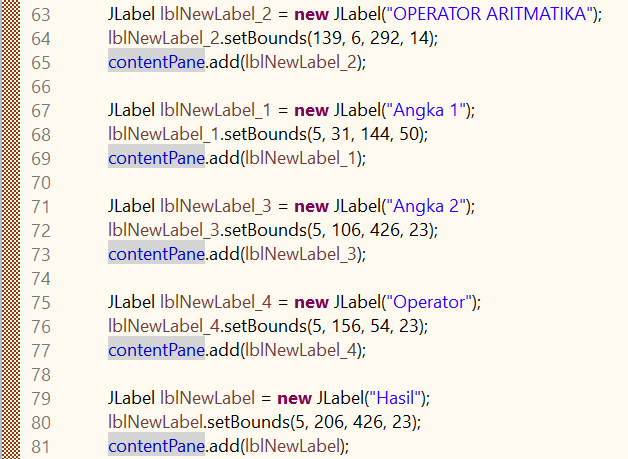 63 JLabel lblNewLabel_2 = new JLabel("OPERATOR ARITMATIKA");
64 lblNewLabel_2.setBounds(139, 6, 292, 14);
65 contentPane.add(lblNewLabel_2);
66
67 JLabel lblNewLabel_1 = new JLabel("Angka 1");
68 lblNewLabel_1.setBounds(5, 31, 144, 50);
69 contentPane.add(lblNewLabel_1);
70
71 JLabel lblNewLabel_3 = new JLabel("Angka 2");
72 lblNewLabel_3.setBounds(5, 106, 426, 23);
73 contentPane.add(lblNewLabel_3);
74
75 JLabel lblNewLabel_4 = new JLabel("Operator");
76 lblNewLabel_4.setBounds(5, 156, 54, 23);
77 contentPane.add(lblNewLabel_4);
78
79 JLabel lblNewLabel = new JLabel("Hasil");
80 lblNewLabel.setBounds(5, 206, 426, 23);
81 contentPane.add(lblNewLabel);